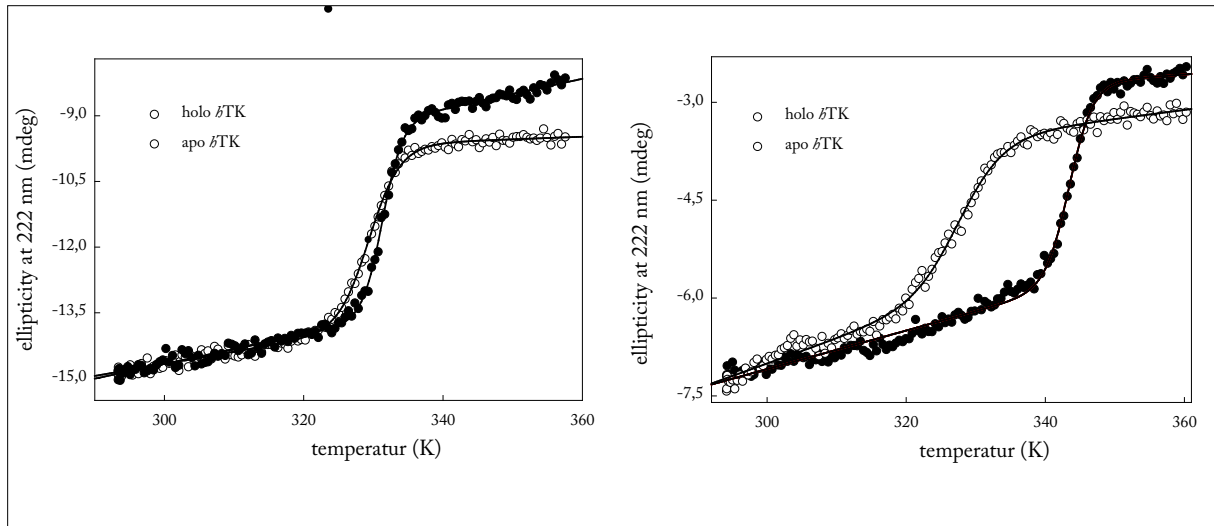 holo hTK
apo hTK
-9,0
-10,5
-12,0
-13,5
-15,0
300
320
340
360
ellipticity at 222 nm (mdeg)
temperatur (K)
holo hTK
apo hTK
-3,0
-4,5
-6,0
-7,5
300
320
340
360
ellipticity at 222 nm (mdeg)
temperatur (K)